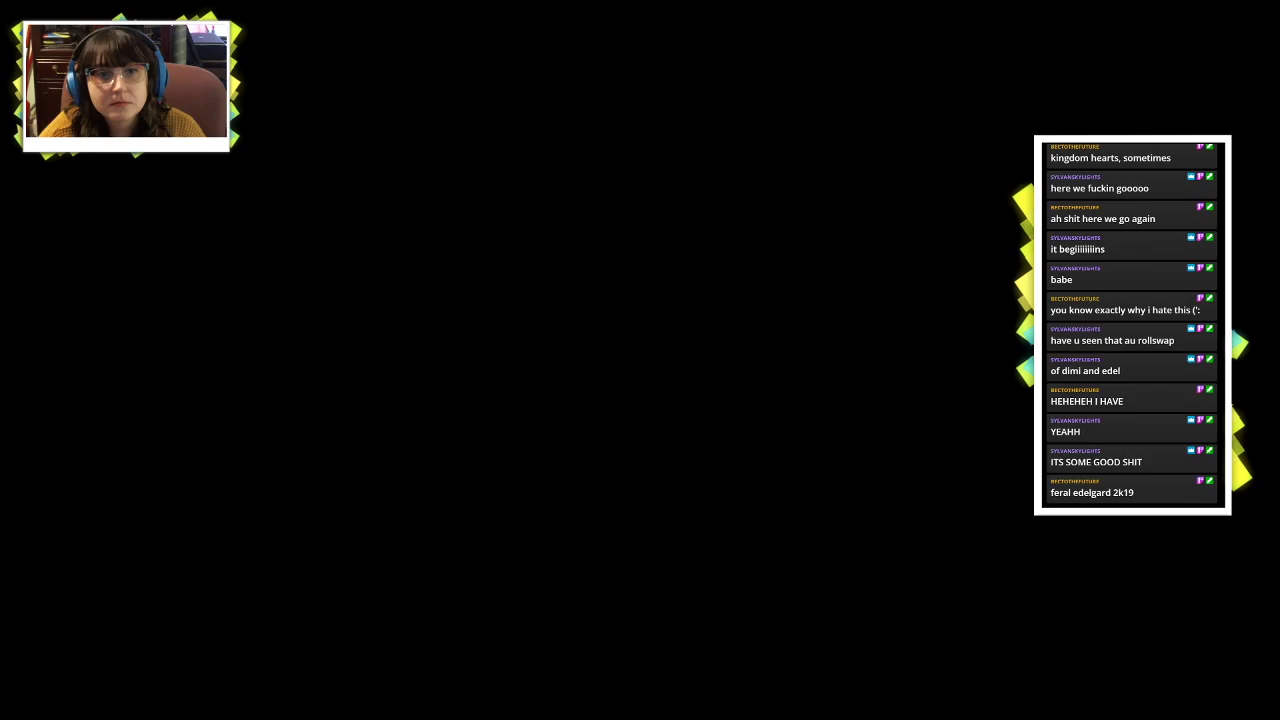 BECTOTHEFUTURE
kingdom hearts, sometimes
SYLVANSKYLIGHTS
here we fuckin gooooo
BECTOTHEFUTURE
ah shit here we go again
SYLVANSKYLIGHTS
it begiiiiiiiins
SYLVANSKYLIGHTS
babe
BECTOTHEFUTURE
you know exactly why i hate this (':
SYLVANSKYLIGHTS
have u seen that au rollswap
SYLVANSKYLIGHTS
of dimi and edel
BECTOTHEFUTURE
HEHEHEH I HAVE
SYLVANSKYLIGHTS
YEAHH
SYLVANSKYLIGHTS
ITS SOME GOOD SHIT
BECTOTHEFUTURE
feral edelgard 2k19